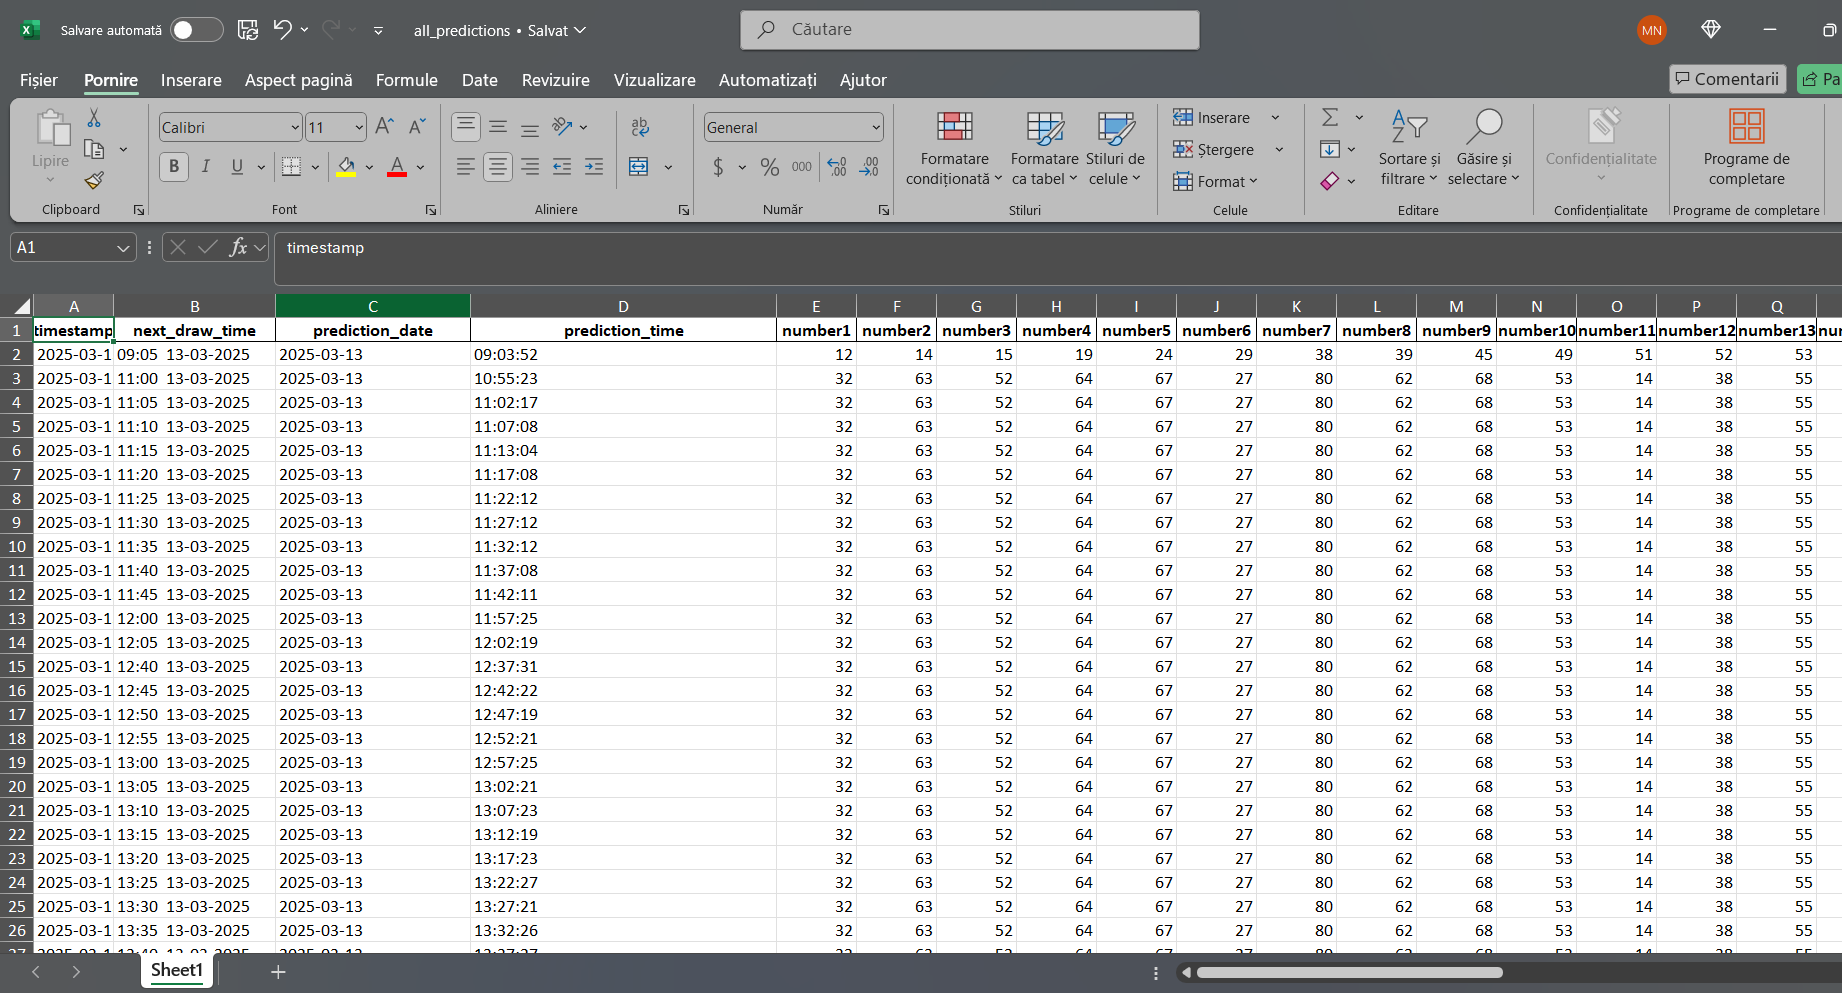 Salvare automată all_predictions • Salvat Căutare MN
Fișier Pornire Inserare Aspect pagină Formule Date Revizuire Vizualizare Automatizați Ajutor Comentarii Pa
Lipire Calibri 11 General Formatare condiționată Formatare ca tabel Stiluri de celule Inserare Ștergere Format Sortare și filtrare Găsire și selectare Confidențialitate Programe de completare
Clipboard Font Aliniere Număr Stiluri Celule Editare Confidențialitate Programe de completare
A1 fx timestamp
A B C D E F G H I J K L M N O P Q
1 timestamp next_draw_time prediction_date prediction_time number1 number2 number3 number4 number5 number6 number7 number8 number9 number10 number11 number12 number13 nur
2 2025-03-1 09:05 13-03-2025 2025-03-13 09:03:52 12 14 15 19 24 29 38 39 45 49 51 52 53
3 2025-03-1 11:00 13-03-2025 2025-03-13 10:55:23 32 63 52 64 67 27 80 62 68 53 14 38 55
4 2025-03-1 11:05 13-03-2025 2025-03-13 11:02:17 32 63 52 64 67 27 80 62 68 53 14 38 55
5 2025-03-1 11:10 13-03-2025 2025-03-13 11:07:08 32 63 52 64 67 27 80 62 68 53 14 38 55
6 2025-03-1 11:15 13-03-2025 2025-03-13 11:13:04 32 63 52 64 67 27 80 62 68 53 14 38 55
7 2025-03-1 11:20 13-03-2025 2025-03-13 11:17:08 32 63 52 64 67 27 80 62 68 53 14 38 55
8 2025-03-1 11:25 13-03-2025 2025-03-13 11:22:12 32 63 52 64 67 27 80 62 68 53 14 38 55
9 2025-03-1 11:30 13-03-2025 2025-03-13 11:27:12 32 63 52 64 67 27 80 62 68 53 14 38 55
10 2025-03-1 11:35 13-03-2025 2025-03-13 11:32:12 32 63 52 64 67 27 80 62 68 53 14 38 55
11 2025-03-1 11:40 13-03-2025 2025-03-13 11:37:08 32 63 52 64 67 27 80 62 68 53 14 38 55
12 2025-03-1 11:45 13-03-2025 2025-03-13 11:42:11 32 63 52 64 67 27 80 62 68 53 14 38 55
13 2025-03-1 12:00 13-03-2025 2025-03-13 11:57:25 32 63 52 64 67 27 80 62 68 53 14 38 55
14 2025-03-1 12:05 13-03-2025 2025-03-13 12:02:19 32 63 52 64 67 27 80 62 68 53 14 38 55
15 2025-03-1 12:40 13-03-2025 2025-03-13 12:37:31 32 63 52 64 67 27 80 62 68 53 14 38 55
16 2025-03-1 12:45 13-03-2025 2025-03-13 12:42:22 32 63 52 64 67 27 80 62 68 53 14 38 55
17 2025-03-1 12:50 13-03-2025 2025-03-13 12:47:19 32 63 52 64 67 27 80 62 68 53 14 38 55
18 2025-03-1 12:55 13-03-2025 2025-03-13 12:52:21 32 63 52 64 67 27 80 62 68 53 14 38 55
19 2025-03-1 13:00 13-03-2025 2025-03-13 12:57:25 32 63 52 64 67 27 80 62 68 53 14 38 55
20 2025-03-1 13:05 13-03-2025 2025-03-13 13:02:21 32 63 52 64 67 27 80 62 68 53 14 38 55
21 2025-03-1 13:10 13-03-2025 2025-03-13 13:07:23 32 63 52 64 67 27 80 62 68 53 14 38 55
22 2025-03-1 13:15 13-03-2025 2025-03-13 13:12:19 32 63 52 64 67 27 80 62 68 53 14 38 55
23 2025-03-1 13:20 13-03-2025 2025-03-13 13:17:23 32 63 52 64 67 27 80 62 68 53 14 38 55
24 2025-03-1 13:25 13-03-2025 2025-03-13 13:22:27 32 63 52 64 67 27 80 62 68 53 14 38 55
25 2025-03-1 13:30 13-03-2025 2025-03-13 13:27:21 32 63 52 64 67 27 80 62 68 53 14 38 55
26 2025-03-1 13:35 13-03-2025 2025-03-13 13:32:26 32 63 52 64 67 27 80 62 68 53 14 38 55
Sheet1